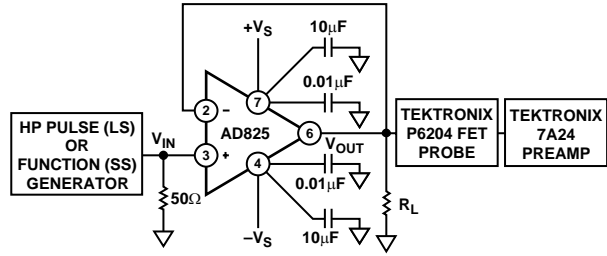 10µF
+VS
0.01µF
2
–
7
AD825
HP PULSE (LS)
OR
FUNCTION (SS)
GENERATOR
VIN
3
+
6
4
VOUT
TEKTRONIX
P6204 FET
PROBE
TEKTRONIX
7A24
PREAMP
50Ω
0.01µF
RL
–VS
10µF